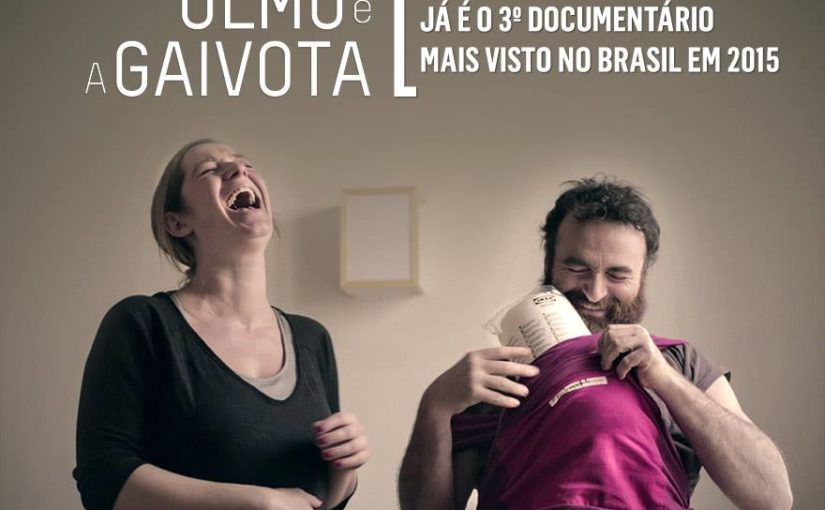 OLMO e
A GAIVOTA
JÁ É O 3º DOCUMENTÁRIO
MAIS VISTO NO BRASIL EM 2015